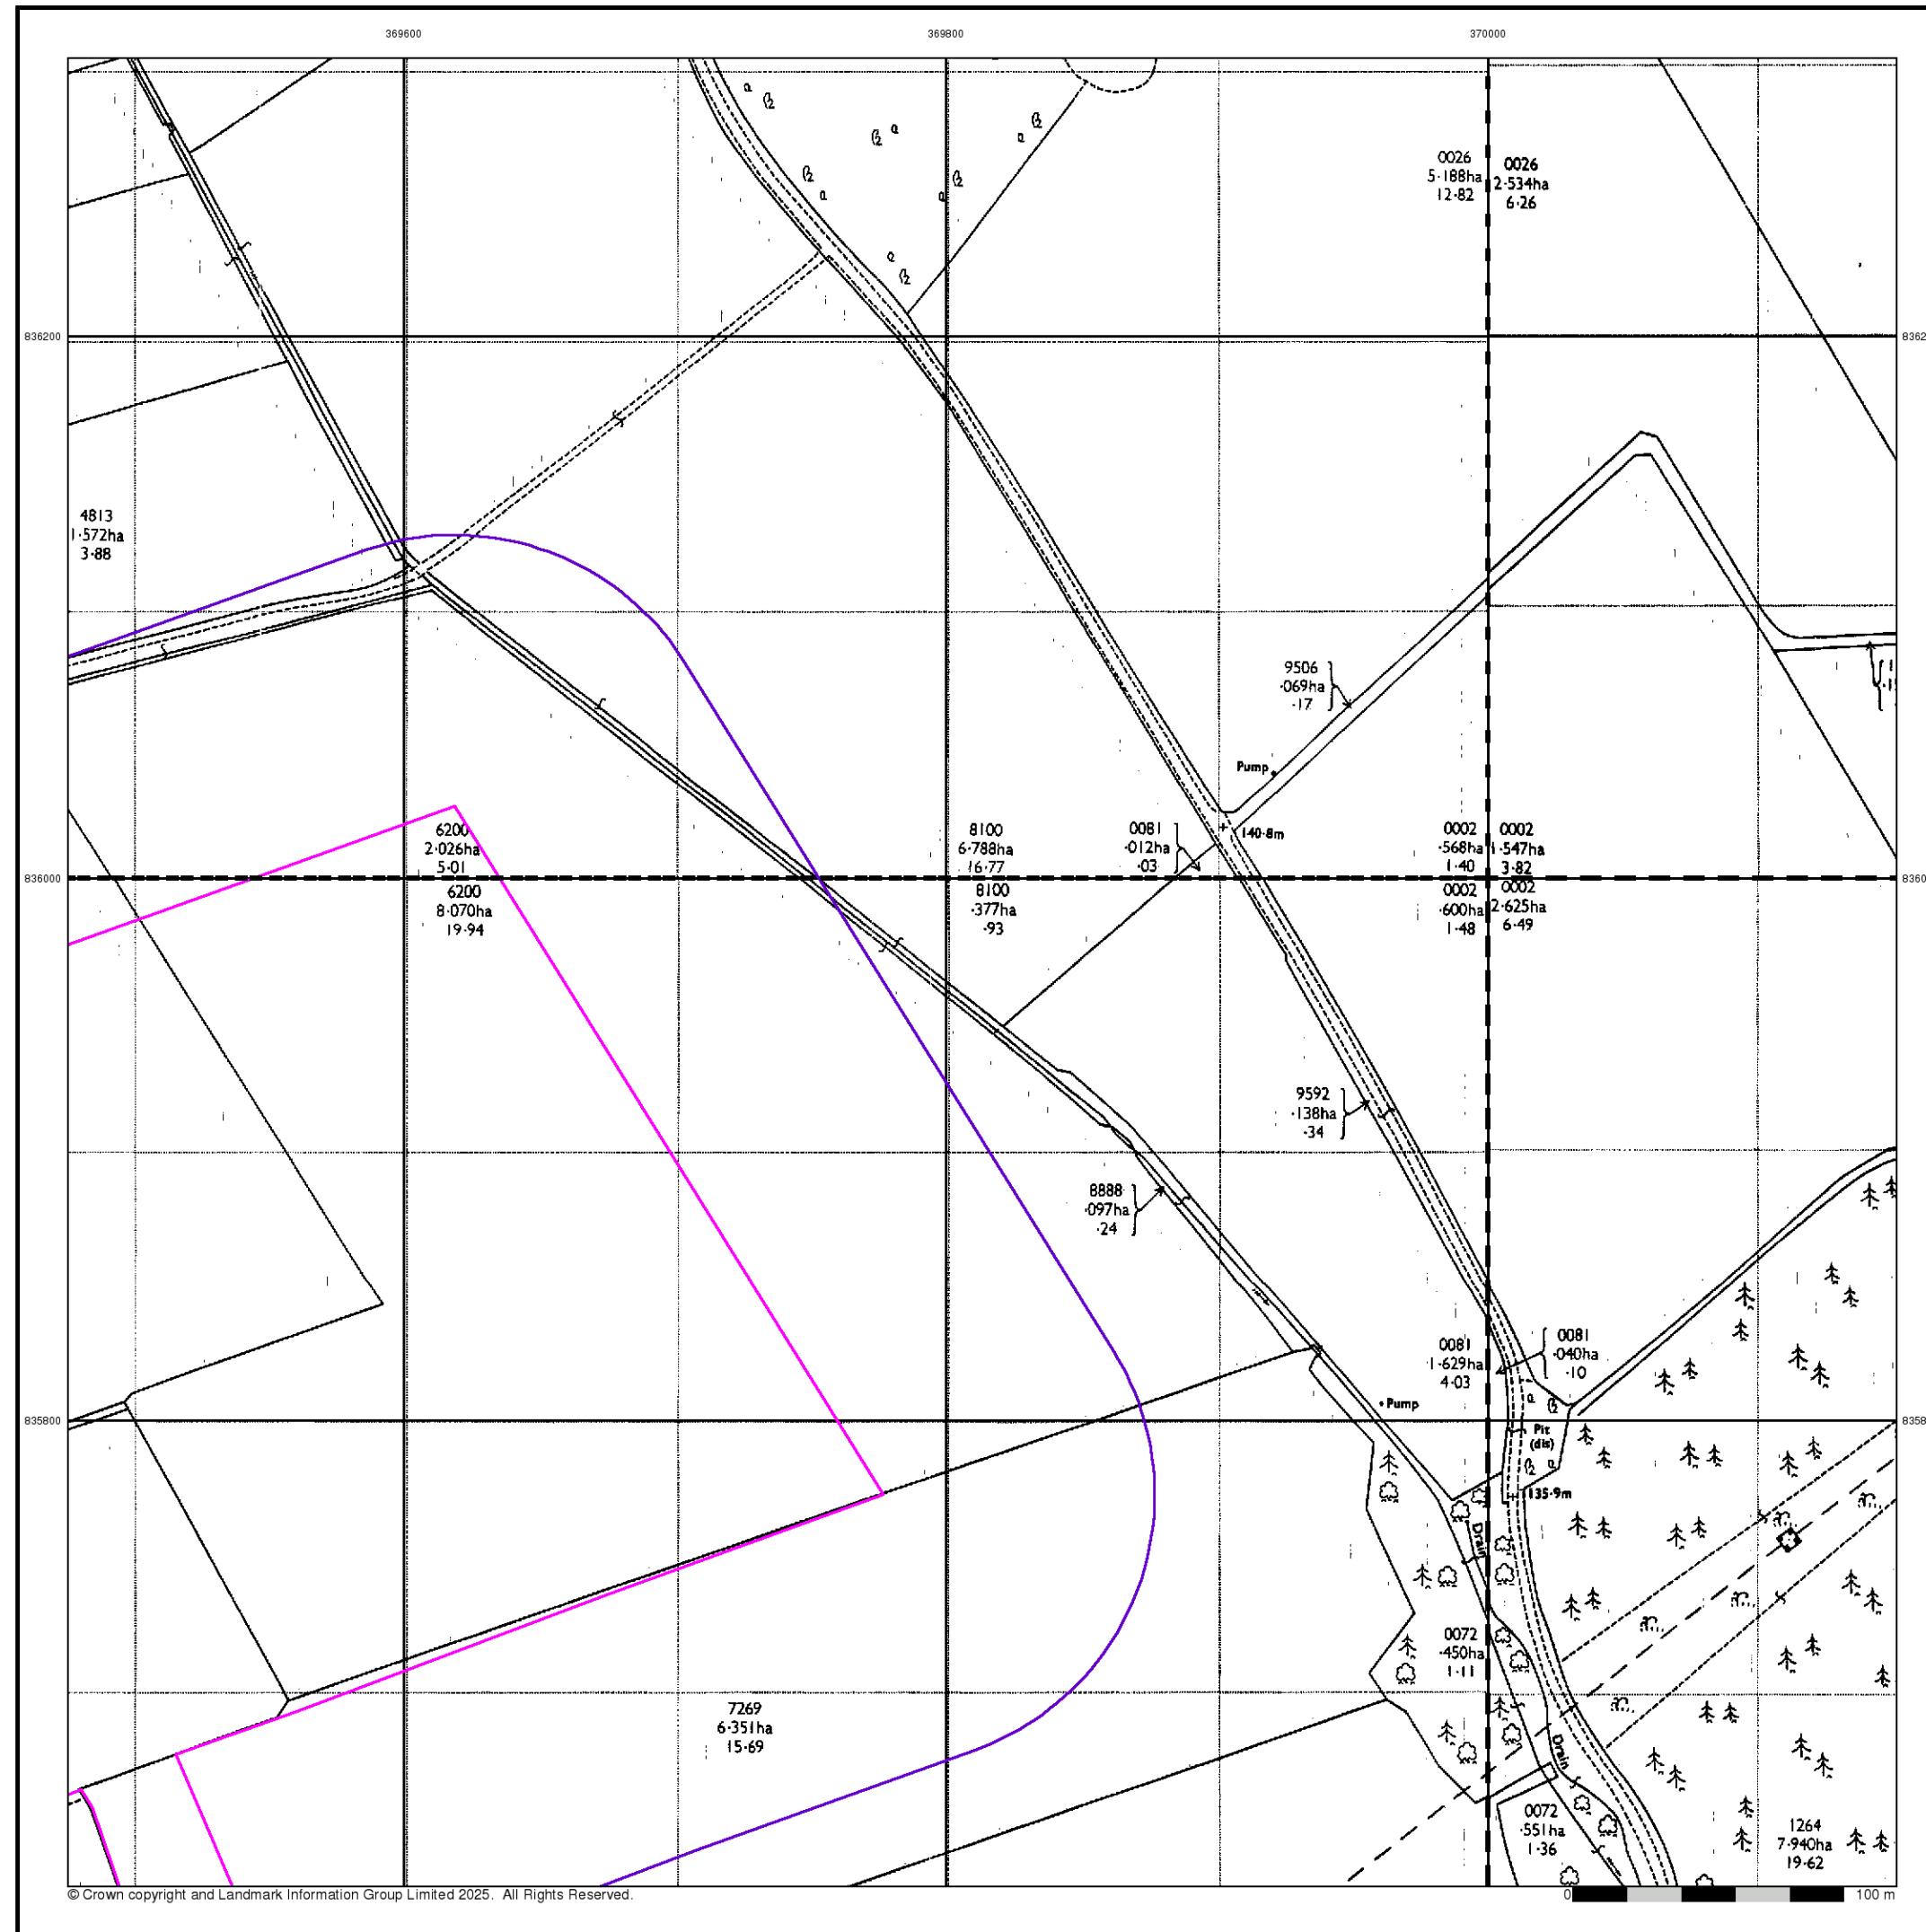 369600
369800
370000
0026
5·188ha
12·82
0026
2·534ha
6·26
836200
8362
4813
1·572ha
3·88
9506
·069ha
·17
Pump
140·8m
6200
2·026ha
5·01
8100
6·788ha
16·77
0081
·012ha
·03
0002
·568ha
1·40
0002
1·547ha
3·82
836000
8360
6200
8·070ha
19·94
8100
·377ha
·93
0002
·600ha
1·48
0002
2·625ha
6·49
9592
·138ha
·34
8888
·097ha
·24
0081
1·629ha
4·03
0081
·040ha
·10
Pump
835800
8358
Pit
(dis)
135·9m
Drain
0072
·450ha
1·11
7269
6·351ha
15·69
Drain
0072
·551ha
1·36
1264
7·940ha
19·62
© Crown copyright and Landmark Information Group Limited 2025. All Rights Reserved.
0
100 m